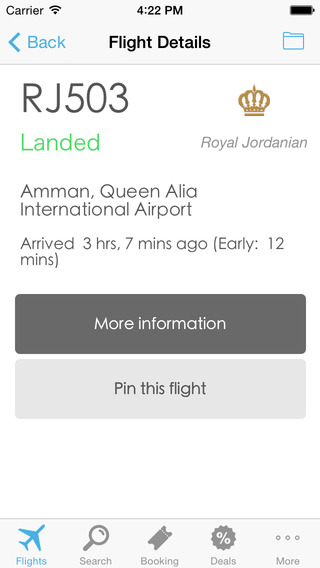 Carrier 4:22 PM
Back Flight Details
RJ503
Landed Royal Jordanian
Amman, Queen Alia
International Airport
Arrived 3 hrs, 7 mins ago (Early: 12
mins)
More information
Pin this flight
%
Flights Search Booking Deals More